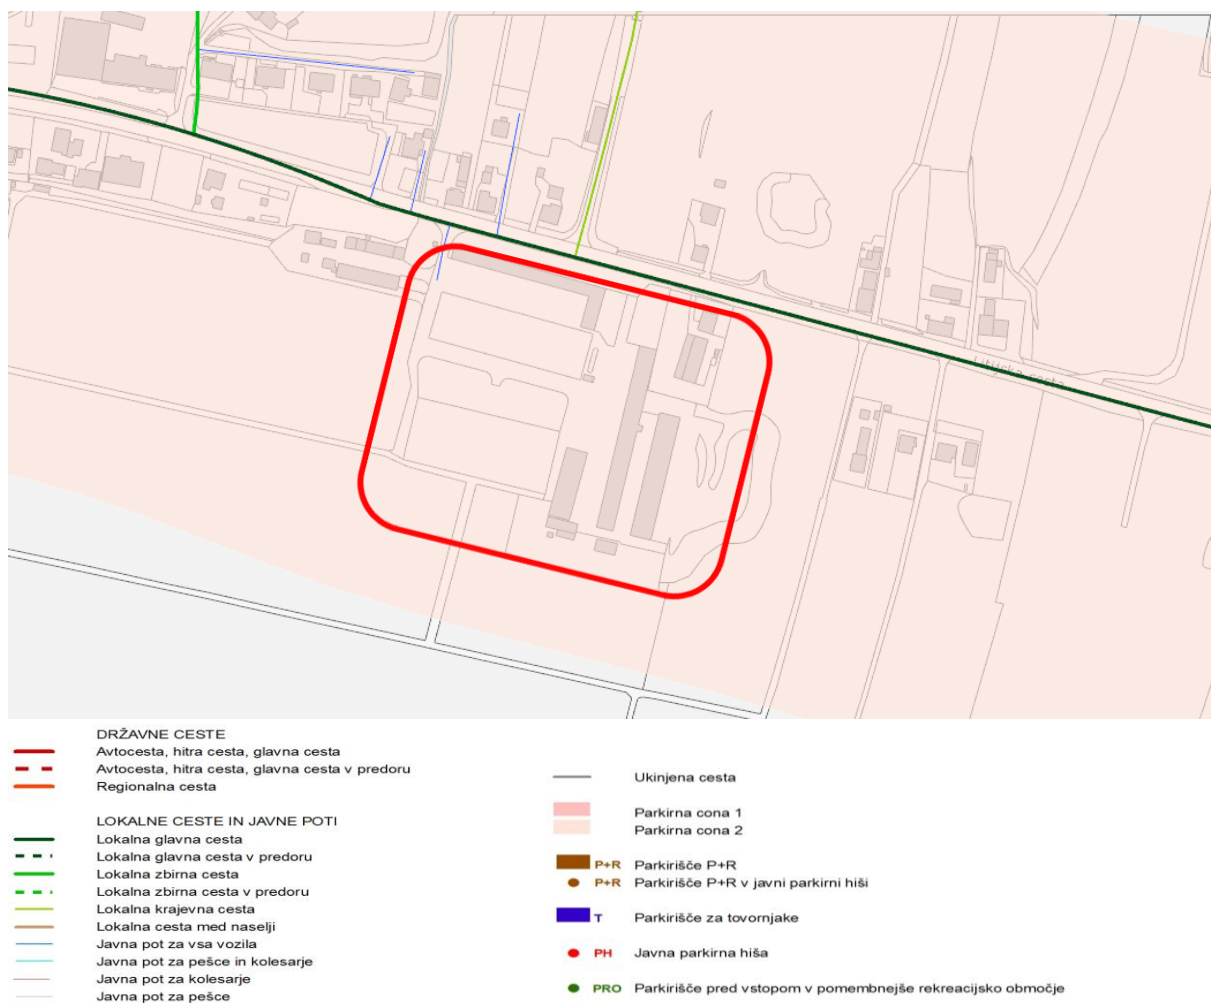 Litijska cesta
DRŽAVNE CESTE
Avtocesta, hitra cesta, glavna cesta
Avtocesta, hitra cesta, glavna cesta v predoru
Regionalna cesta
LOKALNE CESTE IN JAVNE POTI
Lokalna glavna cesta
Lokalna glavna cesta v predoru
Lokalna zbirna cesta
Lokalna zbirna cesta v predoru
Lokalna krajevna cesta
Lokalna cesta med naselji
Javna pot za vsa vozila
Javna pot za pešce in kolesarje
Javna pot za kolesarje
Javna pot za pešce
Ukinjena cesta
Parkirna cona 1
Parkirna cona 2
P+R Parkirišče P+R
P+R Parkirišče P+R v javni parkirni hiši
T Parkirišče za tovornjake
PH Javna parkirna hiša
PRO Parkirišče pred vstopom v pomembnejše rekreacijsko območje